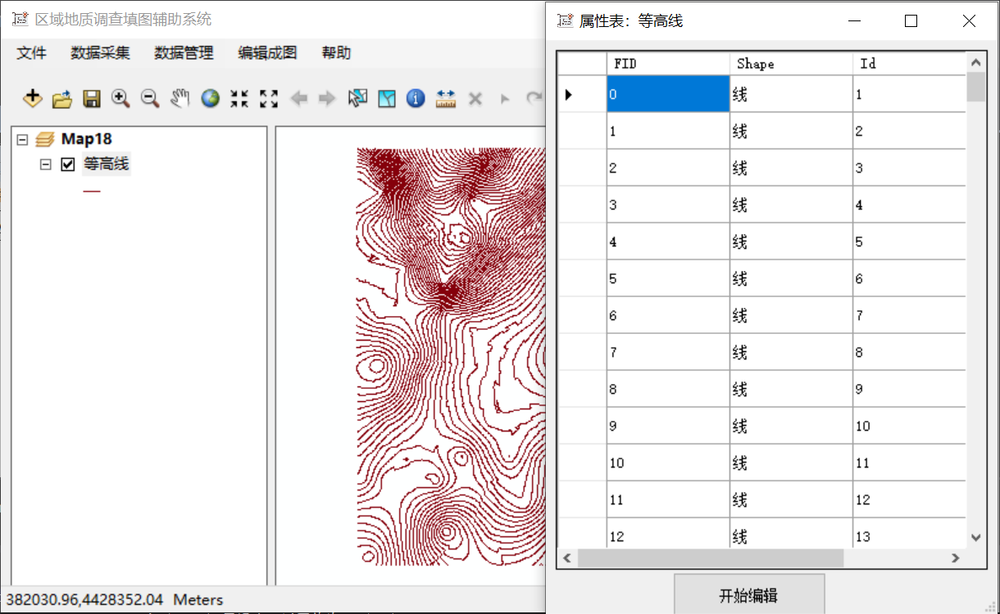 区域地质调查填图辅助系统
文件 数据采集 数据管理 编辑成图 帮助
Map18
等高线
382030.96,4428352.04 Meters
属性表：等高线
FID Shape Id
0 线 1
1 线 2
2 线 3
3 线 4
4 线 5
5 线 6
6 线 7
7 线 8
8 线 9
9 线 10
10 线 11
11 线 12
12 线 13
开始编辑